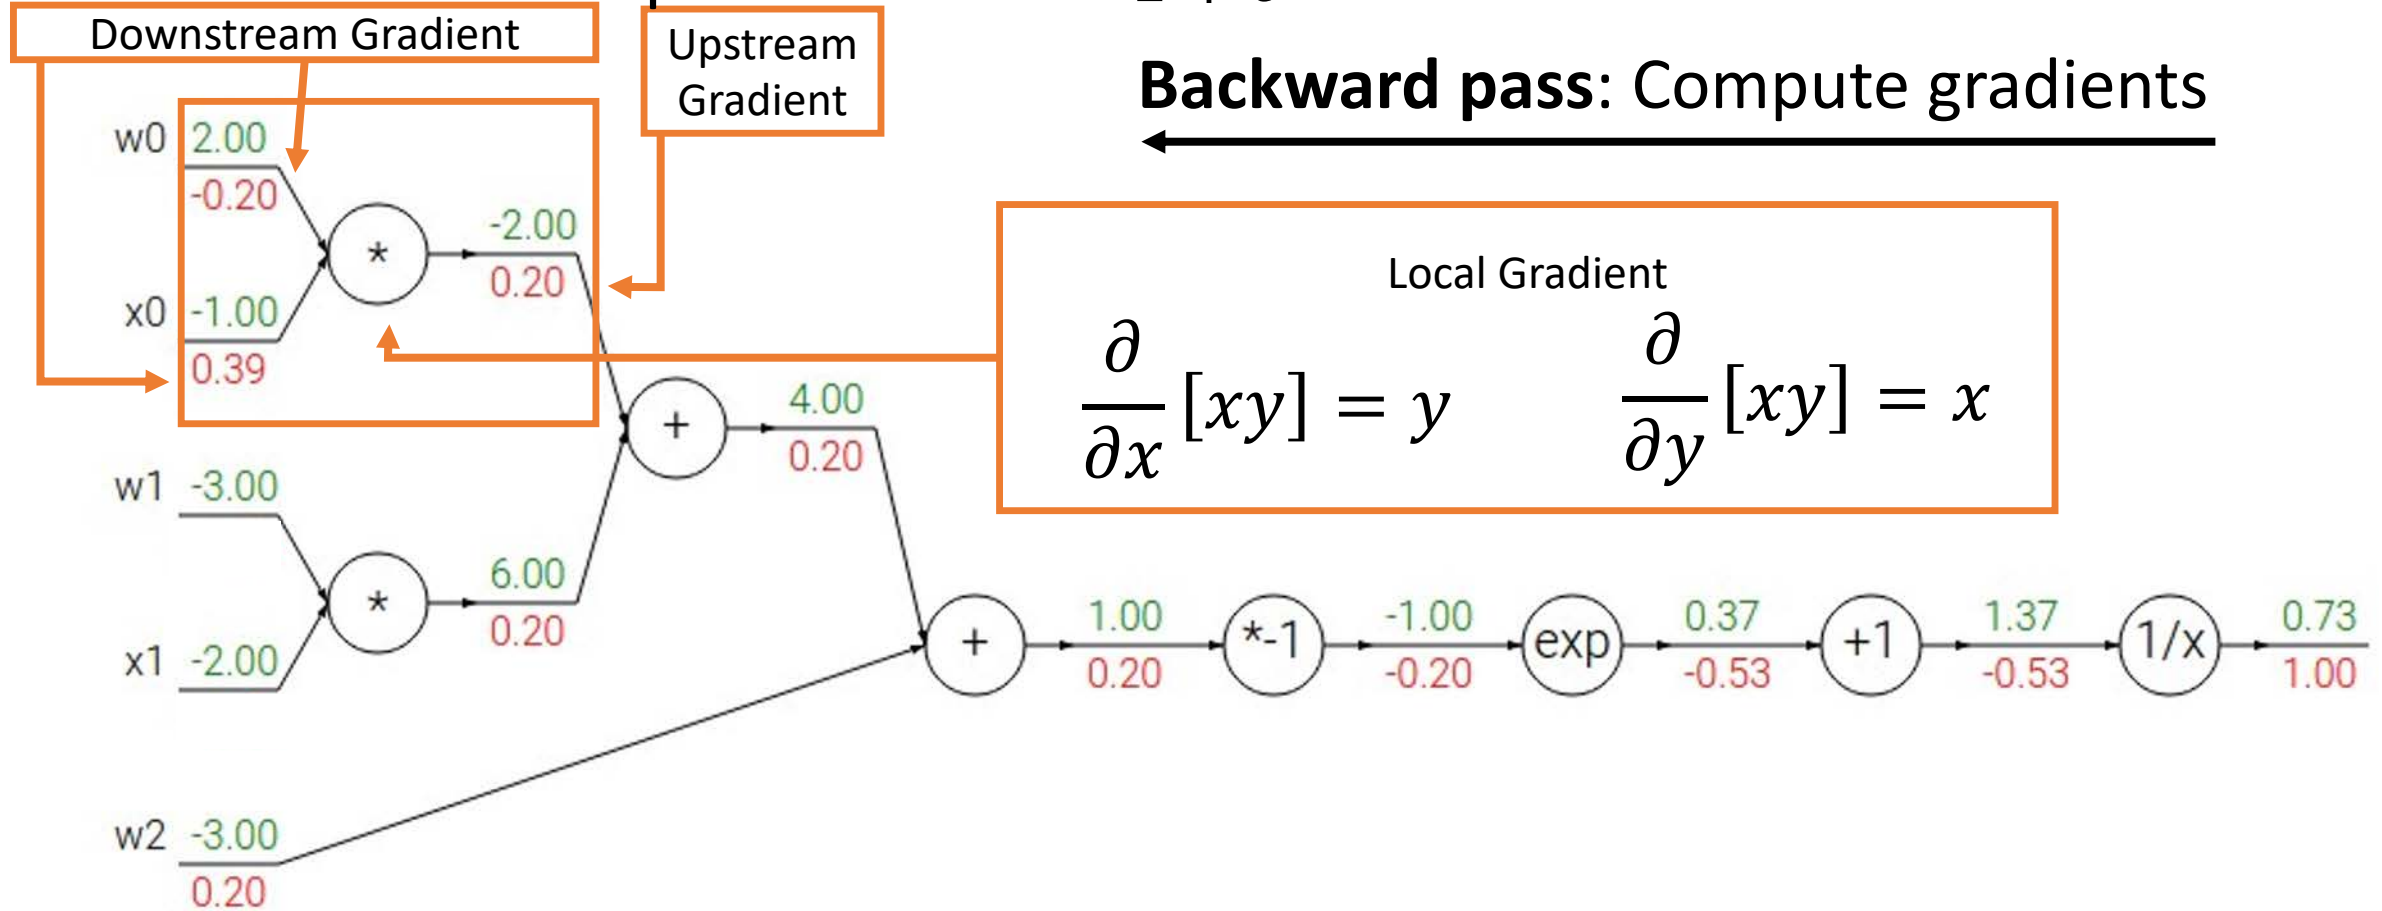 Downstream Gradient
Upstream
Gradient
Backward pass: Compute gradients
w0 2.00
-0.20
*
-2.00
0.20
x0 -1.00
0.39
Local Gradient
∂/∂x [xy] = y
∂/∂y [xy] = x
+
4.00
0.20
w1 -3.00
*
6.00
0.20
x1 -2.00
+
1.00
0.20
*-1
-1.00
-0.20
exp
0.37
-0.53
+1
1.37
-0.53
1/x
0.73
1.00
w2 -3.00
0.20